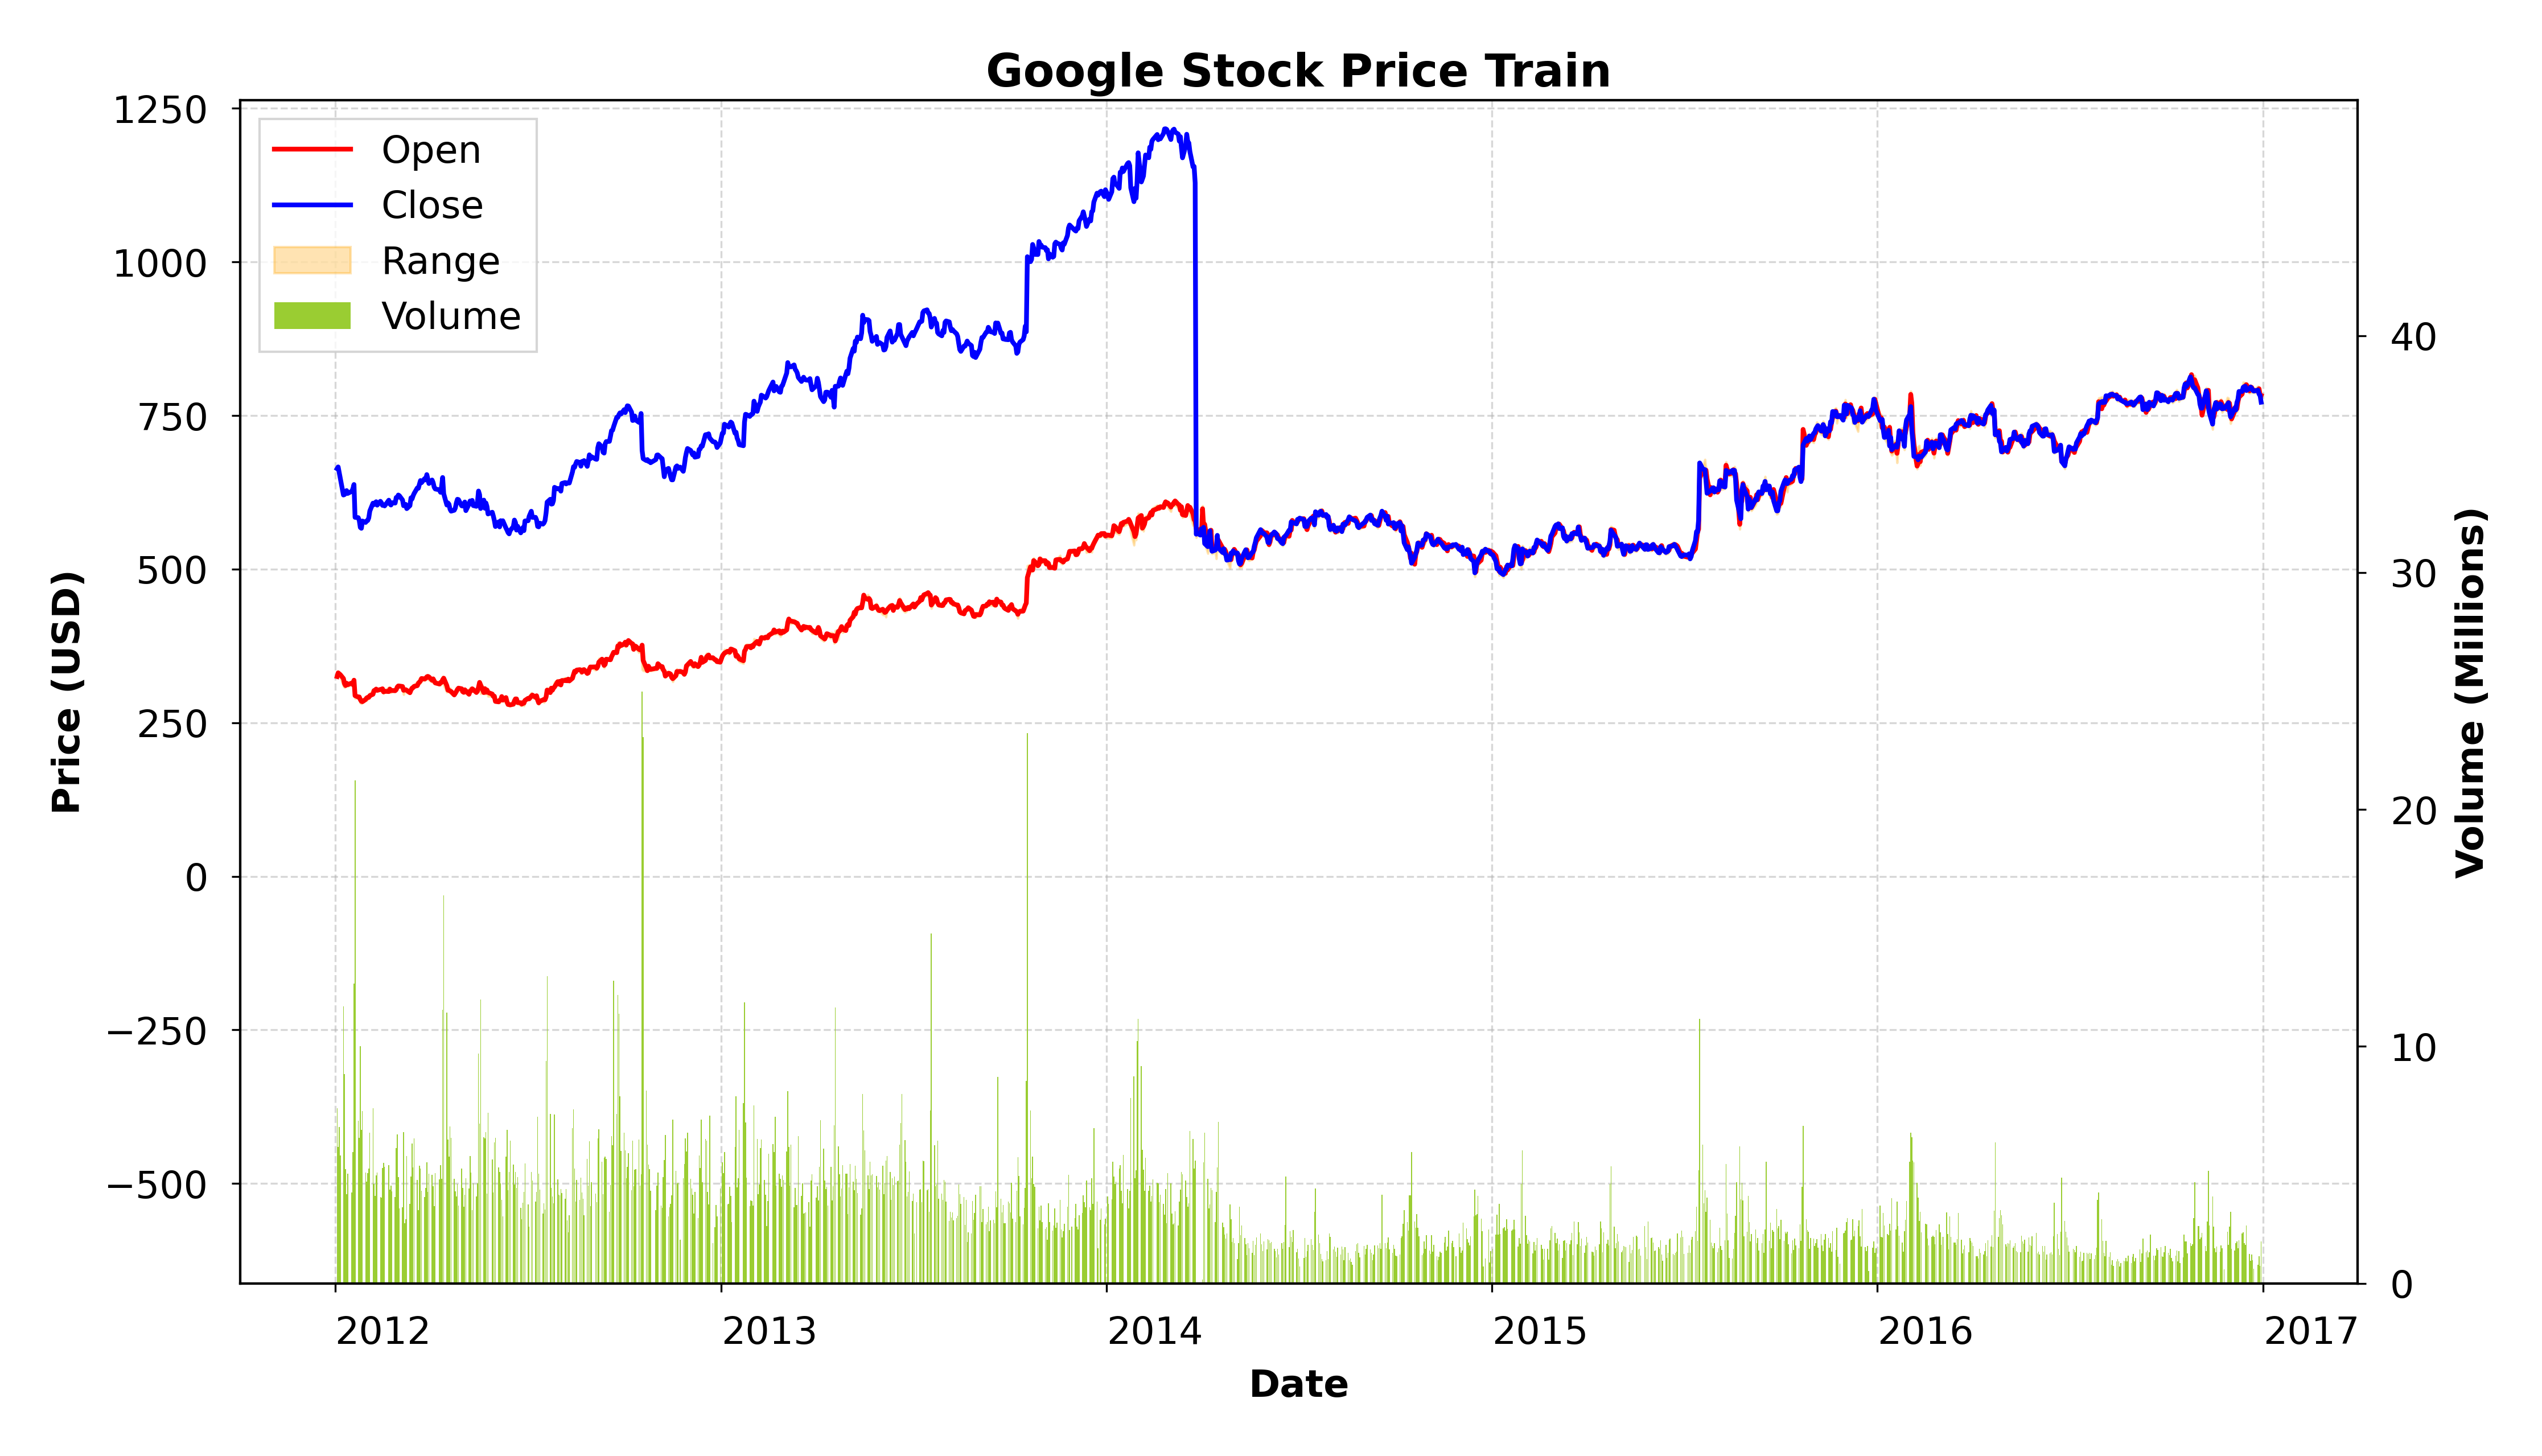 Google Stock Price Train
Open
Close
Range
Volume
1250
1000
750
500
250
0
−250
−500
Price (USD)
40
30
20
10
0
Volume (Millions)
2012 2013 2014 2015 2016 2017
Date